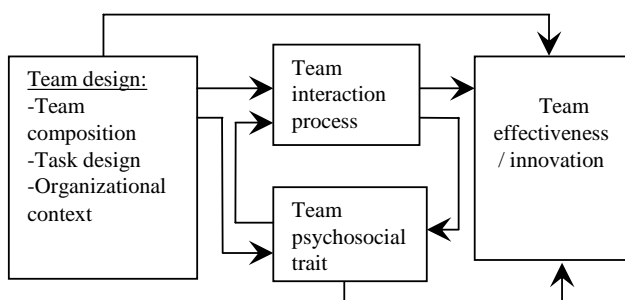 Team design:
-Team
composition
-Task design
-Organizational
context
Team
interaction
process
Team
psychosocial
trait
Team
effectiveness
/ innovation